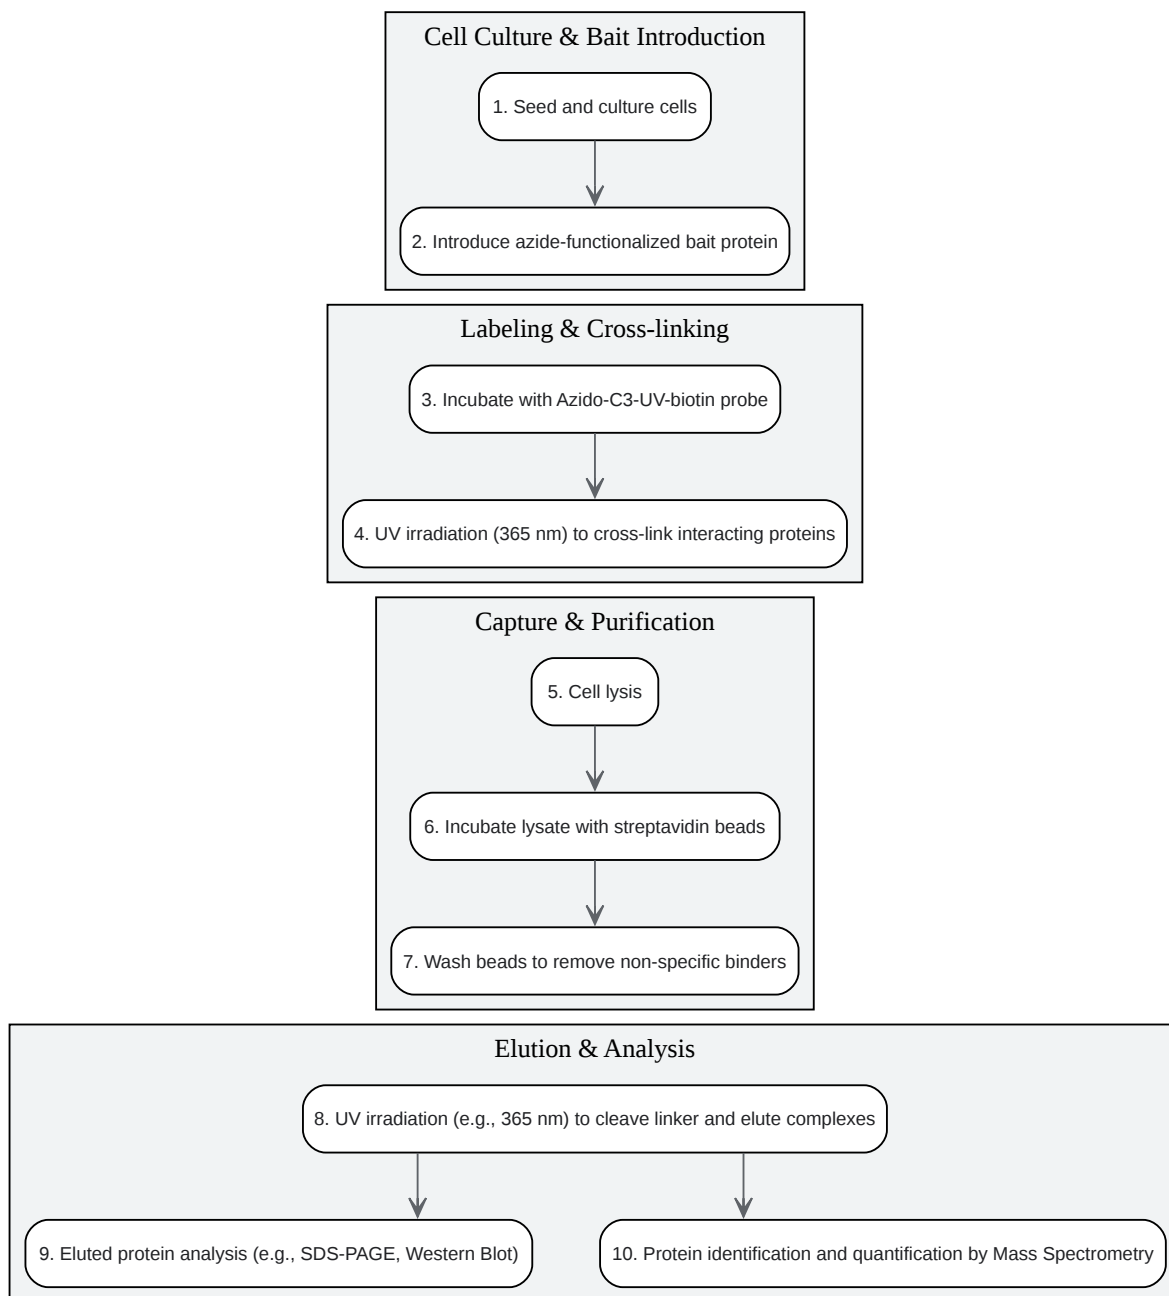 Cell Culture & Bait Introduction
1. Seed and culture cells
2. Introduce azide-functionalized bait protein
Labeling & Cross-linking
3. Incubate with Azido-C3-UV-biotin probe
4. UV irradiation (365 nm) to cross-link interacting proteins
Capture & Purification
5. Cell lysis
6. Incubate lysate with streptavidin beads
7. Wash beads to remove non-specific binders
Elution & Analysis
8. UV irradiation (e.g., 365 nm) to cleave linker and elute complexes
9. Eluted protein analysis (e.g., SDS-PAGE, Western Blot)
10. Protein identification and quantification by Mass Spectrometry